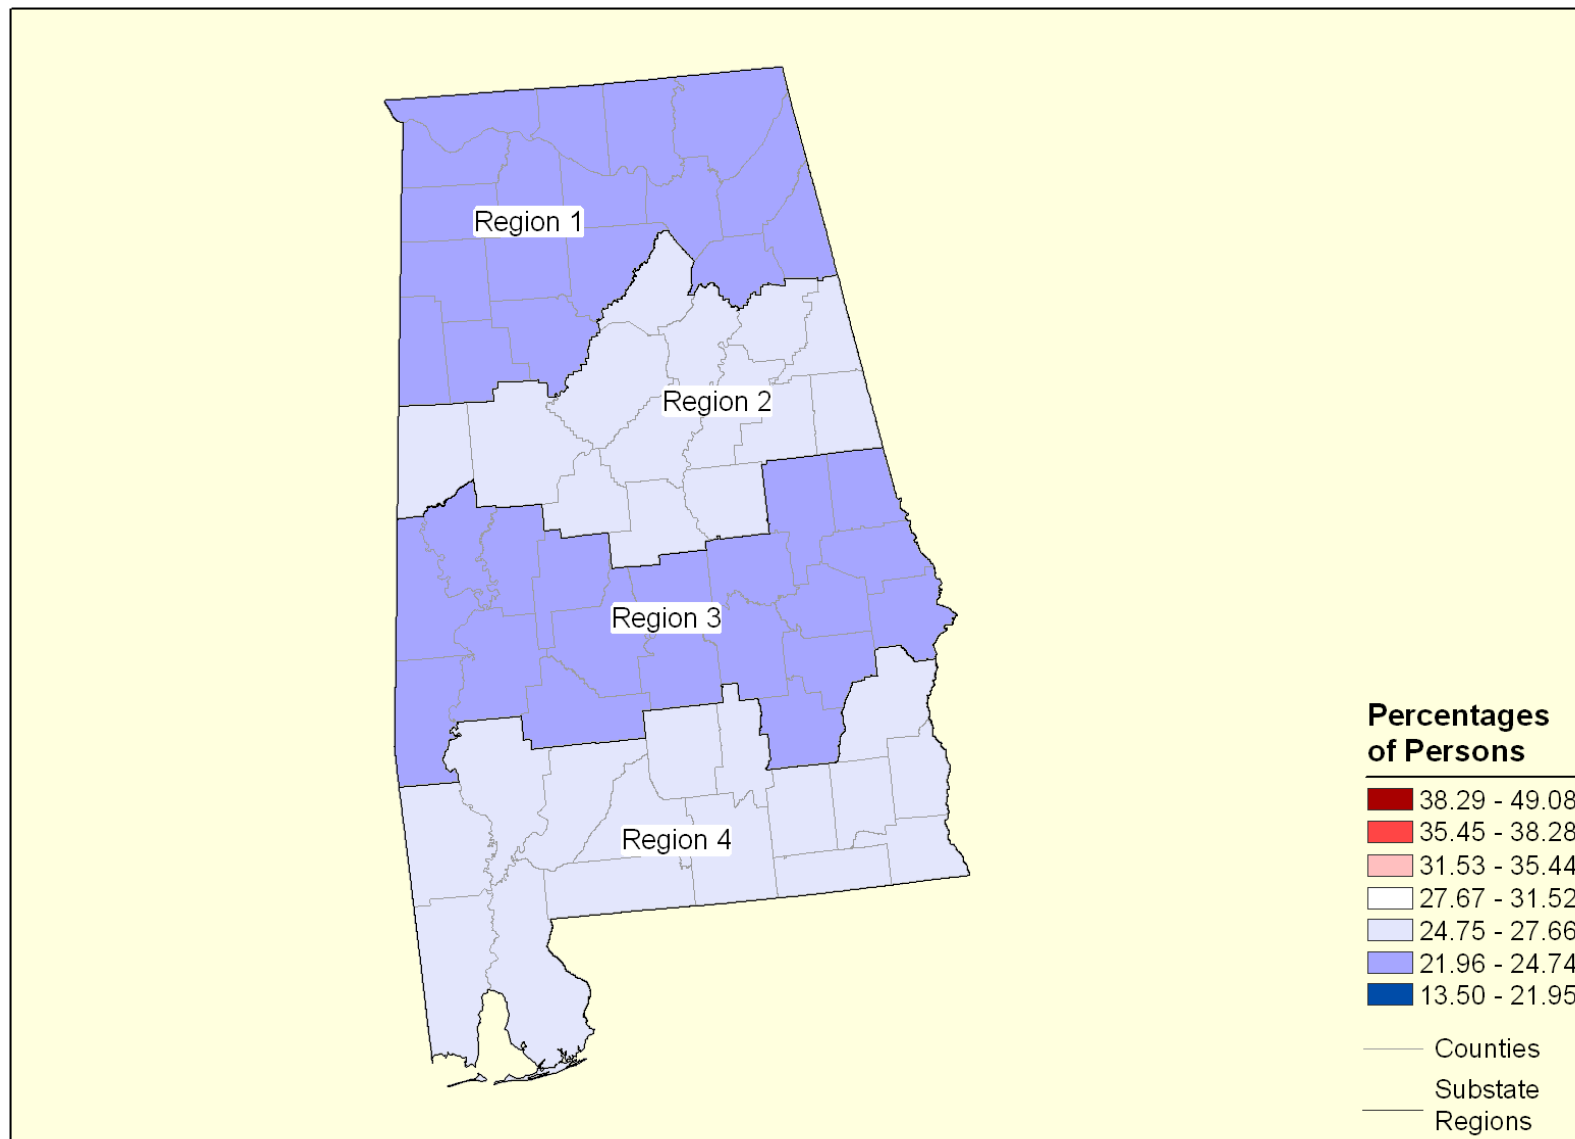 Region 1
Region 2
Region 3
Region 4
Percentages
of Persons
38.29 - 49.08
35.45 - 38.28
31.53 - 35.44
27.67 - 31.52
24.75 - 27.66
21.96 - 24.74
13.50 - 21.95
Counties
Substate
Regions